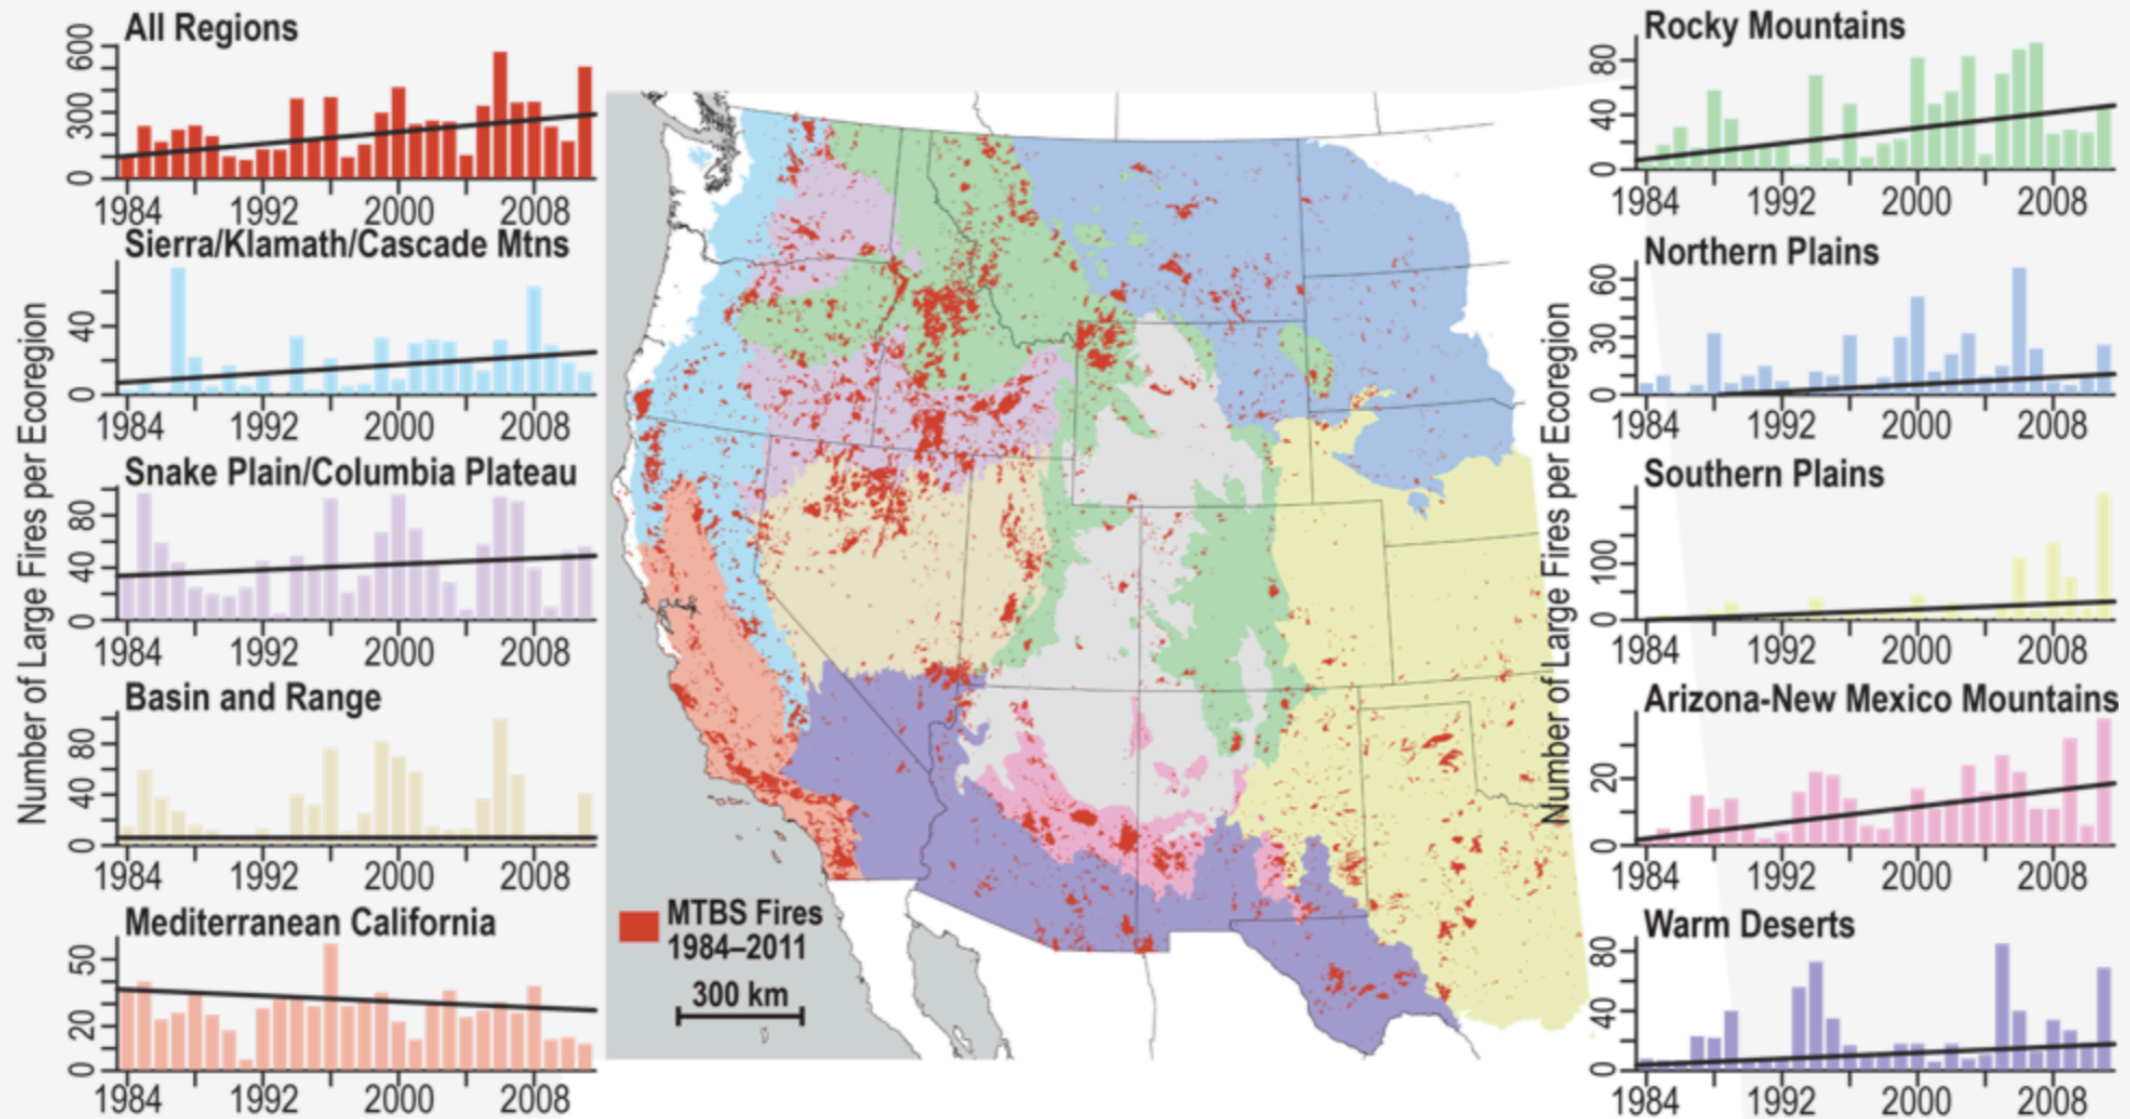 All Regions
600
300
0
1984 1992 2000 2008
Sierra/Klamath/Cascade Mtns
40
0
1984 1992 2000 2008
Snake Plain/Columbia Plateau
80
40
0
1984 1992 2000 2008
Basin and Range
80
40
0
1984 1992 2000 2008
Mediterranean California
50
20
0
1984 1992 2000 2008
Number of Large Fires per Ecoregion
MTBS Fires
1984–2011
300 km
Number of Large Fires per Ecoregion
Rocky Mountains
80
40
0
1984 1992 2000 2008
Northern Plains
60
30
0
1984 1992 2000 2008
Southern Plains
100
0
1984 1992 2000 2008
Arizona-New Mexico Mountains
20
0
1984 1992 2000 2008
Warm Deserts
80
40
0
1984 1992 2000 2008